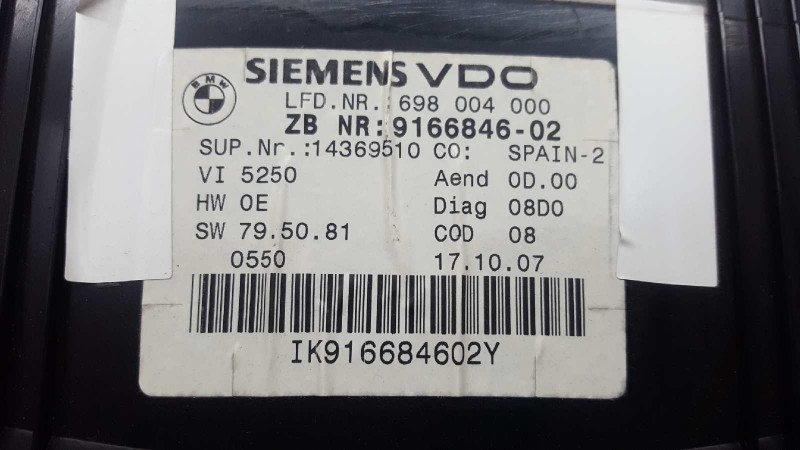 BMW
SIEMENS VDO
LFD.NR.:698 004 000
ZB NR:9166846-02
SUP.Nr.:14369510 CO: SPAIN-2
VI 5250 Aend 0D.00
HW 0E Diag 08D0
SW 79.50.81 COD 08
0550 17.10.07
IK916684602Y